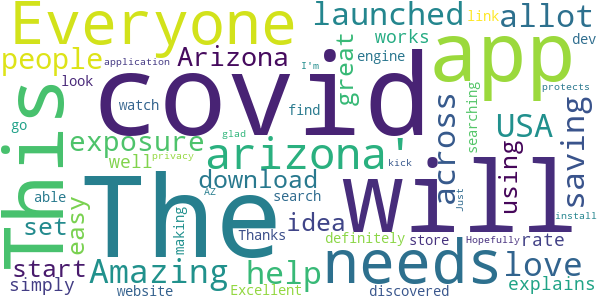 Everyone
launched
allot
link
people
application
Arizona
works
dev
look
I'm
great
engine
covid
app
This
watch
find
across
searching
protects
go
exposure
arizona'
USA
saving
well
glad
kick
able
The
will
using
easy
privacy
download
AZ
search
Just
install
set
making
idea
needs
love
start
Thanks
definitely
store
Hopefully
rate
simply
Amazing
help
website
Excellent
discovered
explains